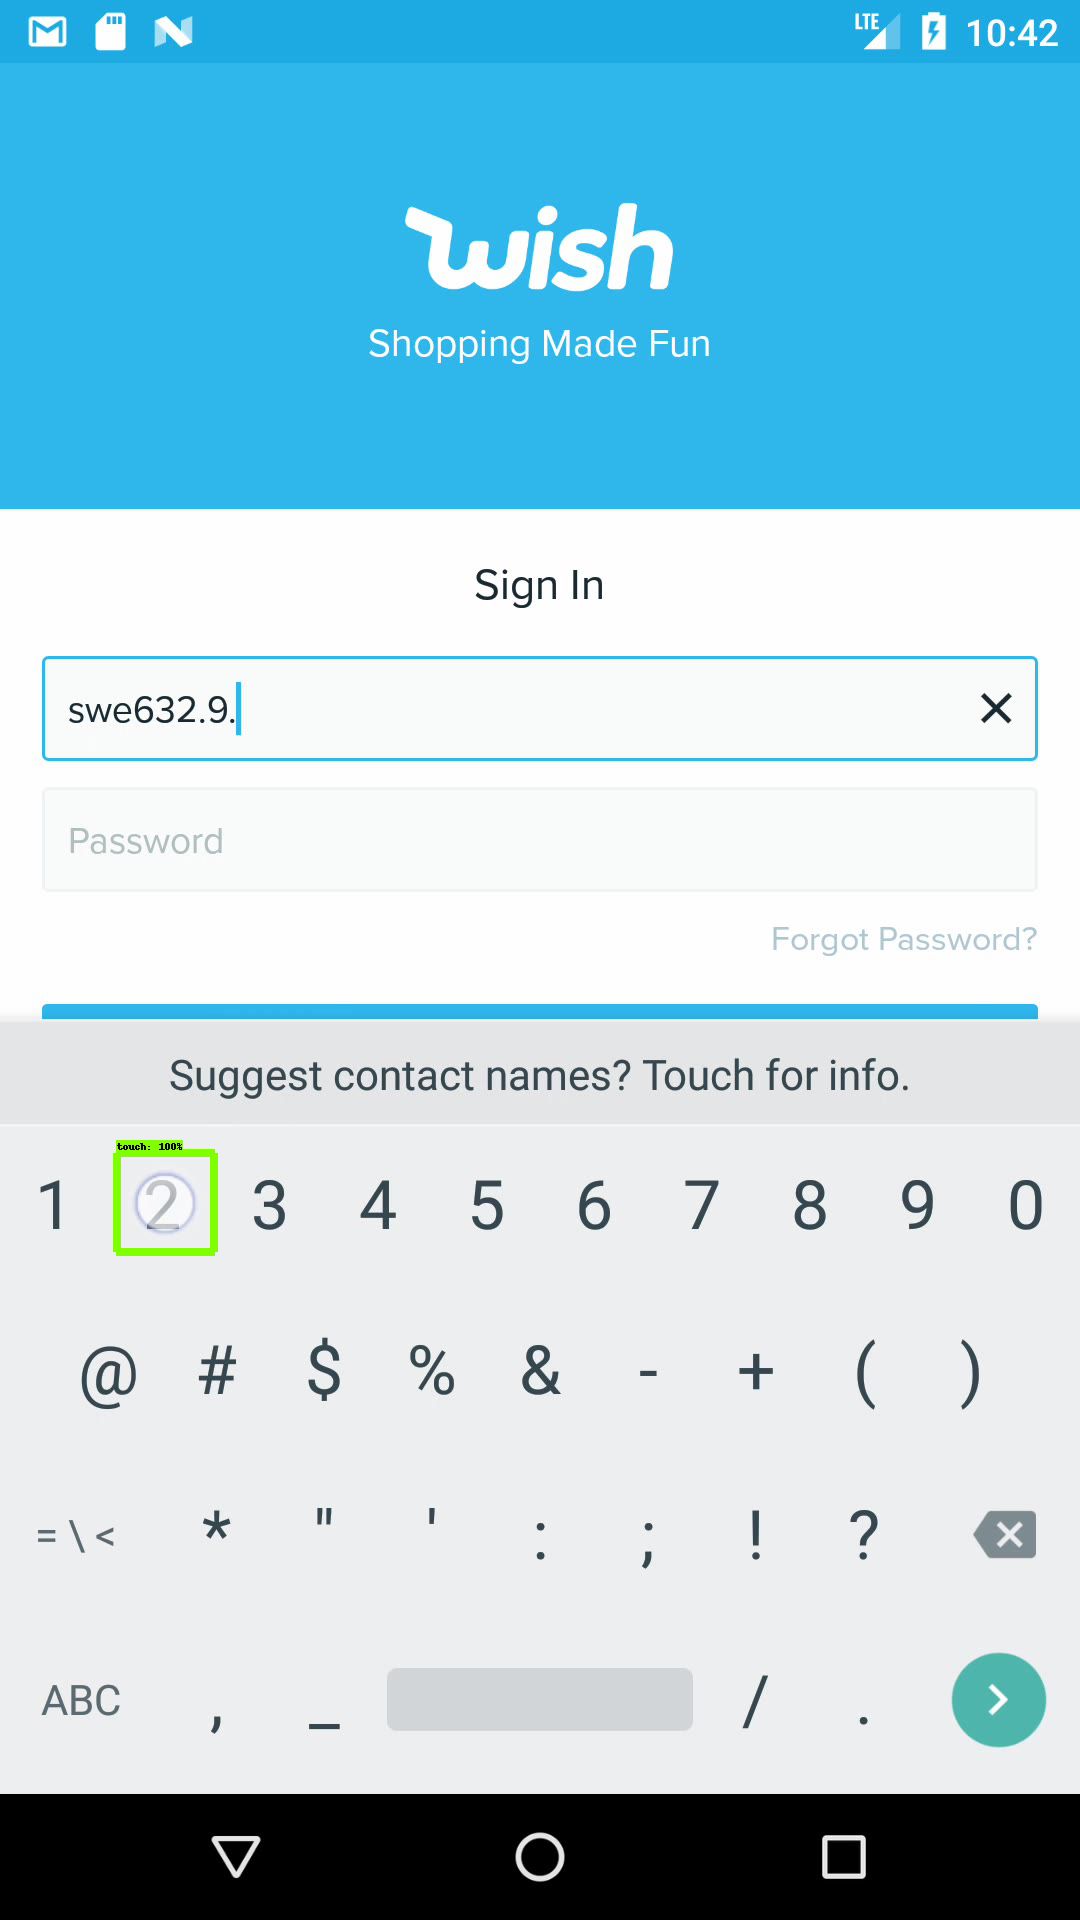 LTE 10:42
wish
Shopping Made Fun
Sign In
swe632.9.
Password
Forgot Password?
Suggest contact names? Touch for info.
touch: 100%
1 2 3 4 5 6 7 8 9 0
@ # $ % & - + ( )
= \ < * " ' : ; ! ?
ABC , _ / .